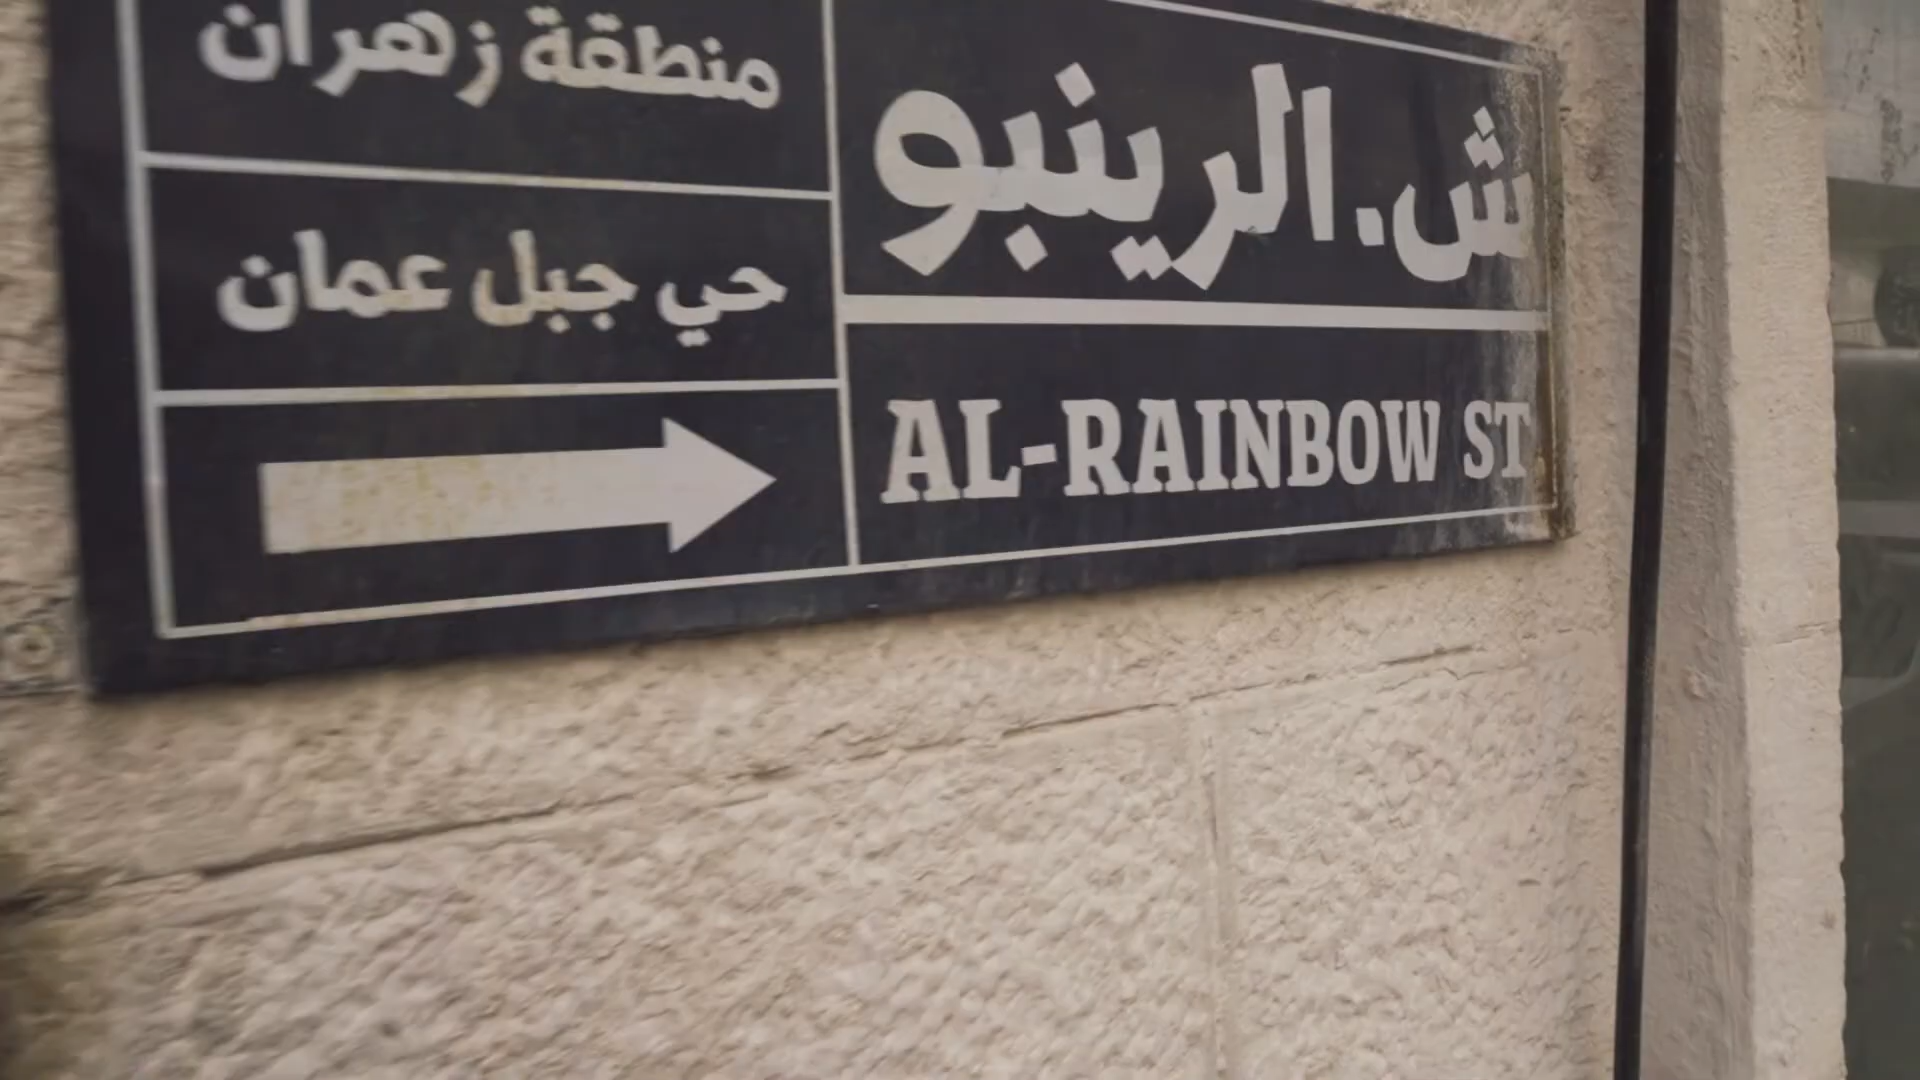 ش. الرينبو
AL-RAINBOW ST
منطقة زهران
حي جبل عمان